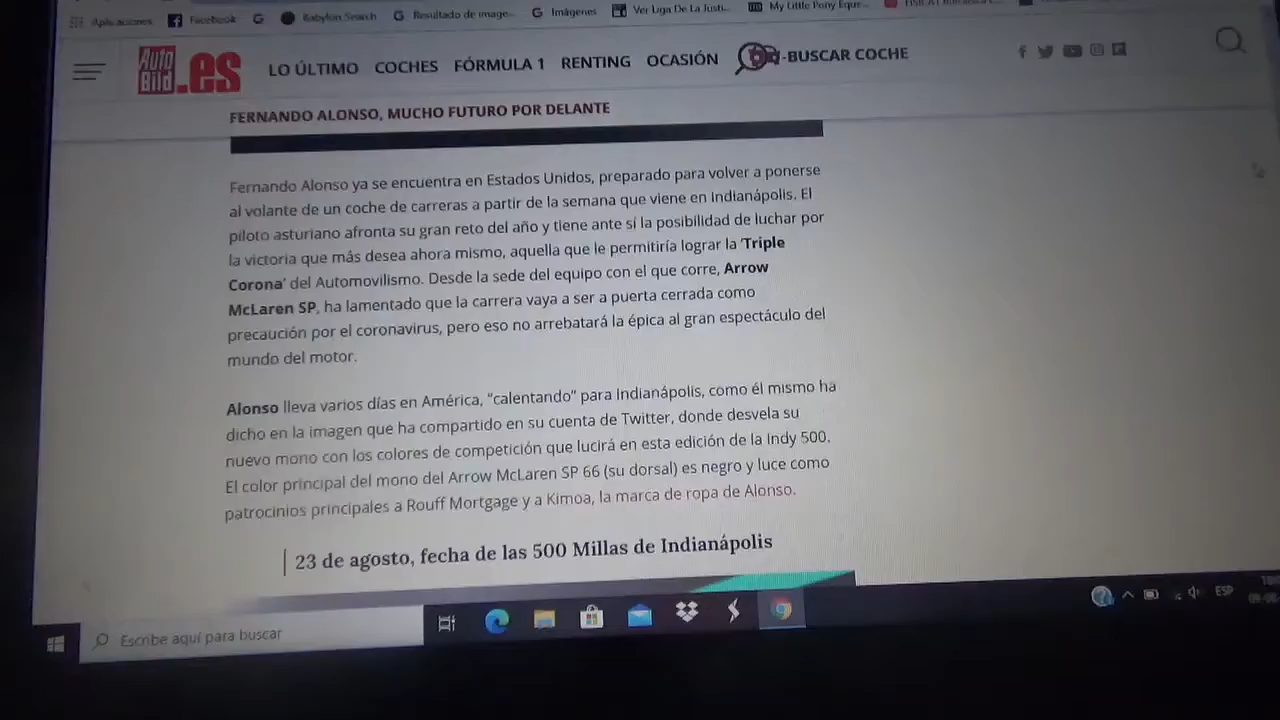 Aplicaciones Facebook G Babylon Search G Resultado de image... G Imágenes Ver Liga De La Justi... My Little Pony Eque...
Auto Bild .es LO ÚLTIMO COCHES FÓRMULA 1 RENTING OCASIÓN -BUSCAR COCHE
FERNANDO ALONSO, MUCHO FUTURO POR DELANTE
Fernando Alonso ya se encuentra en Estados Unidos, preparado para volver a ponerse
al volante de un coche de carreras a partir de la semana que viene en Indianápolis. El
piloto asturiano afronta su gran reto del año y tiene ante sí la posibilidad de luchar por
la victoria que más desea ahora mismo, aquella que le permitiría lograr la 'Triple
Corona' del Automovilismo. Desde la sede del equipo con el que corre, Arrow
McLaren SP, ha lamentado que la carrera vaya a ser a puerta cerrada como
precaución por el coronavirus, pero eso no arrebatará la épica al gran espectáculo del
mundo del motor.
Alonso lleva varios días en América, “calentando” para Indianápolis, como él mismo ha
dicho en la imagen que ha compartido en su cuenta de Twitter, donde desvela su
nuevo mono con los colores de competición que lucirá en esta edición de la Indy 500.
El color principal del mono del Arrow McLaren SP 66 (su dorsal) es negro y luce como
patrocinios principales a Rouff Mortgage y a Kimoa, la marca de ropa de Alonso.
23 de agosto, fecha de las 500 Millas de Indianápolis
Escribe aquí para buscar
ESP